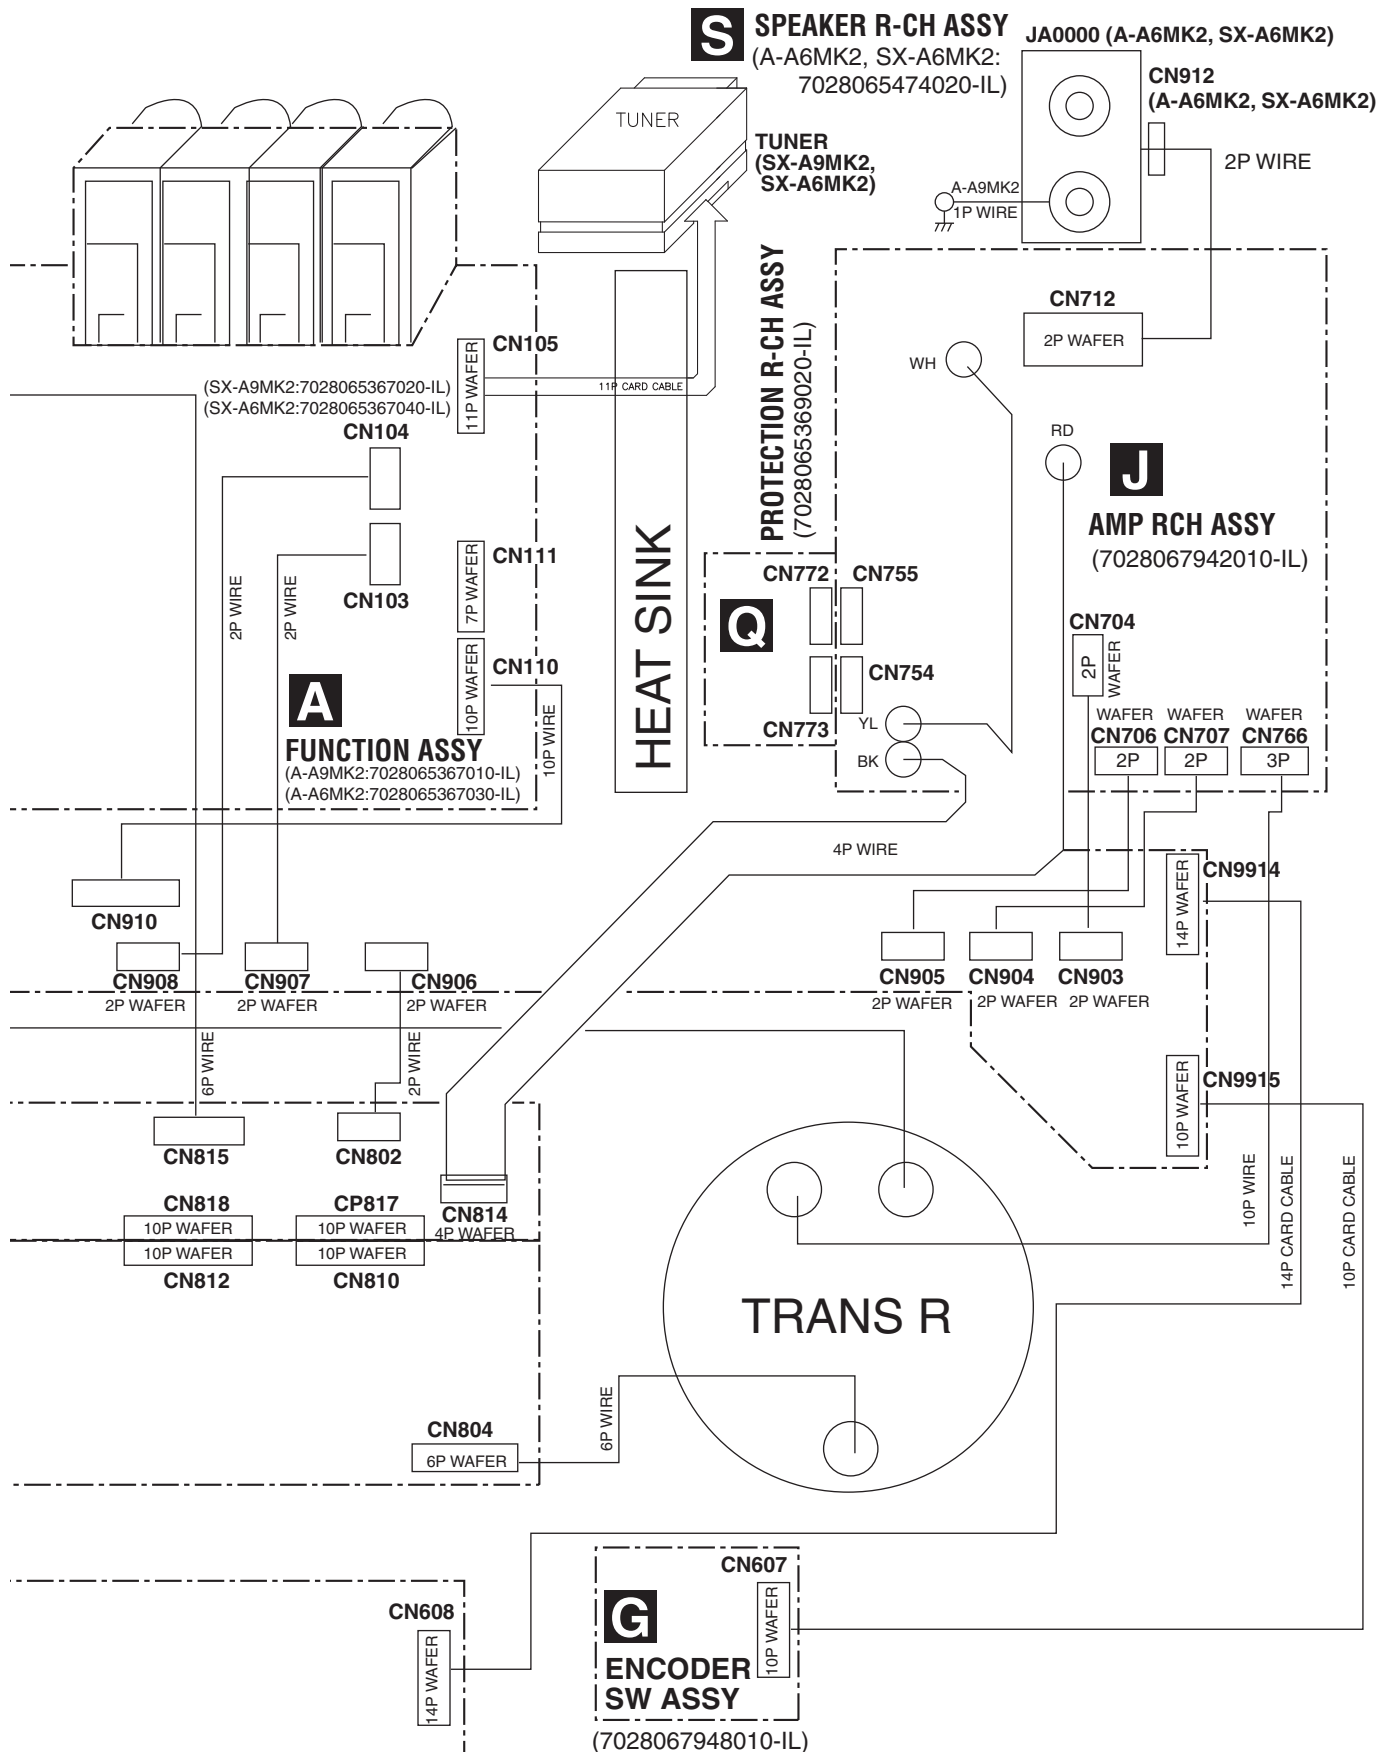 S SPEAKER R-CH ASSY
(A-A6MK2, SX-A6MK2:
7028065474020-IL)
JA0000 (A-A6MK2, SX-A6MK2)
CN912
(A-A6MK2, SX-A6MK2)
2P WIRE
TUNER
TUNER
(SX-A9MK2,
SX-A6MK2)
A-A9MK2
1P WIRE
PROTECTION R-CH ASSY
(7028065369020-IL)
CN712
2P WAFER
WH
RD
J
AMP RCH ASSY
(7028067942010-IL)
CN105
11P WAFER
(SX-A9MK2:7028065367020-IL)
(SX-A6MK2:7028065367040-IL)
11P CARD CABLE
CN104
CN103
2P WIRE
2P WIRE
CN111
7P WAFER
CN110
10P WAFER
10P WIRE
A
FUNCTION ASSY
(A-A9MK2:7028065367010-IL)
(A-A6MK2:7028065367030-IL)
HEAT SINK
CN772
CN755
Q
CN754
CN773
YL
BK
CN704
2P
WAFER
WAFER
WAFER
WAFER
CN706
CN707
CN766
2P
2P
3P
4P WIRE
CN9914
14P WAFER
CN910
CN908
2P WAFER
CN907
2P WAFER
CN906
2P WAFER
CN905
2P WAFER
CN904
2P WAFER
CN903
2P WAFER
6P WIRE
2P WIRE
CN9915
10P WAFER
CN815
CN802
CN814
4P WAFER
CN818
10P WAFER
10P WAFER
CN812
CP817
10P WAFER
10P WAFER
CN810
10P WIRE
14P CARD CABLE
10P CARD CABLE
TRANS R
CN804
6P WAFER
6P WIRE
CN608
14P WAFER
CN607
10P WAFER
G
ENCODER
SW ASSY
(7028067948010-IL)